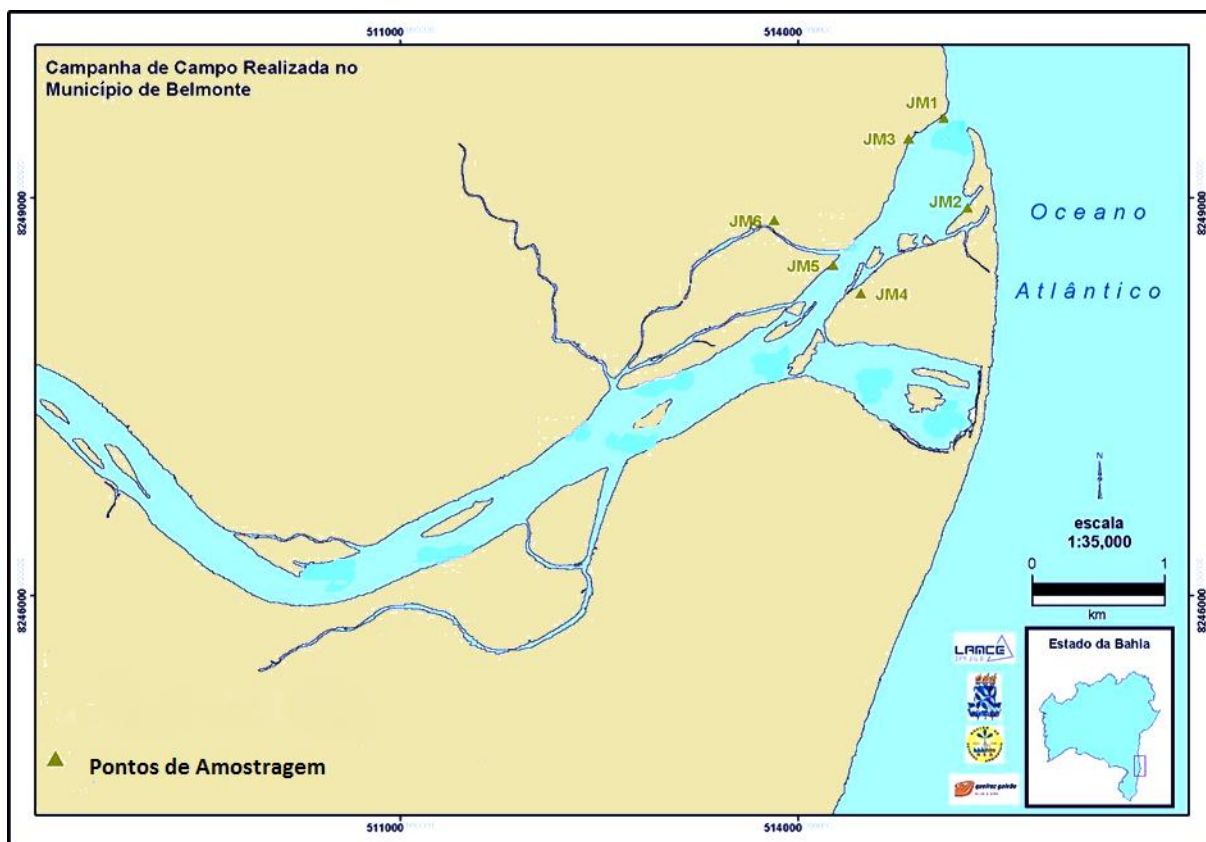 511000
514000
Campanha de Campo Realizada no
Município de Belmonte
JM1
JM3
8249000
8249000
JM2
Oceano
JM6
JM5
JM4
Atlântico
N
escala
1:35,000
0
1
km
8246000
8246000
LAMCE
Estado da Bahia
Pontos de Amostragem
queiroz galvão
511000
514000